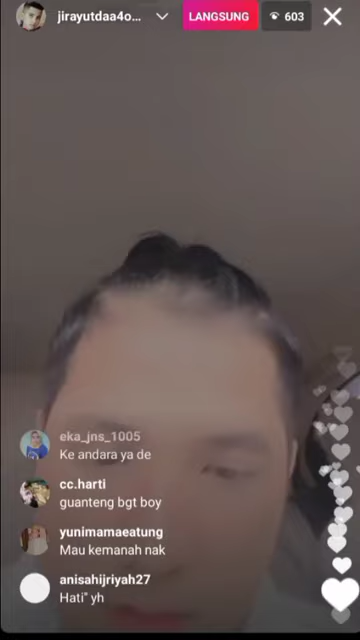 jirayutdaa4o...
LANGSUNG
603
eka_jns_1005
Ke andara ya de
cc.harti
guanteng bgt boy
yunimamaeatung
Mau kemanah nak
anisahijriyah27
Hati" yh